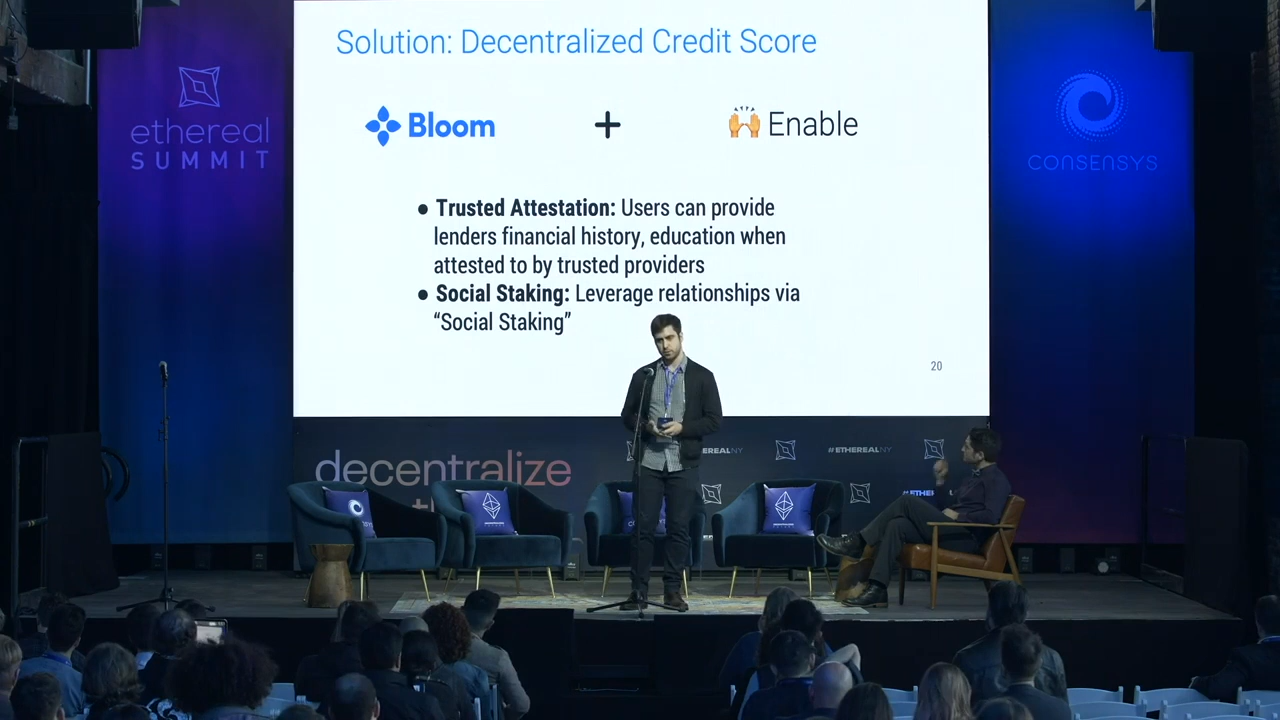 Solution: Decentralized Credit Score
Bloom + Enable
● Trusted Attestation: Users can provide
lenders financial history, education when
attested to by trusted providers
● Social Staking: Leverage relationships via
“Social Staking”
20
ethereal
SUMMIT
CONSENSYS
decentralize
EREALNY
#ETHEREALNY